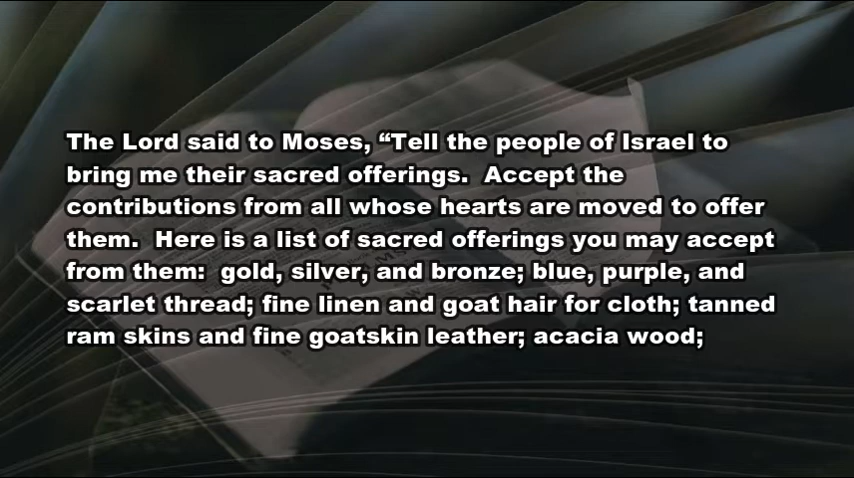 The Lord said to Moses, “Tell the people of Israel to
bring me their sacred offerings.  Accept the
contributions from all whose hearts are moved to offer
them.  Here is a list of sacred offerings you may accept
from them:  gold, silver, and bronze; blue, purple, and
scarlet thread; fine linen and goat hair for cloth; tanned
ram skins and fine goatskin leather; acacia wood;